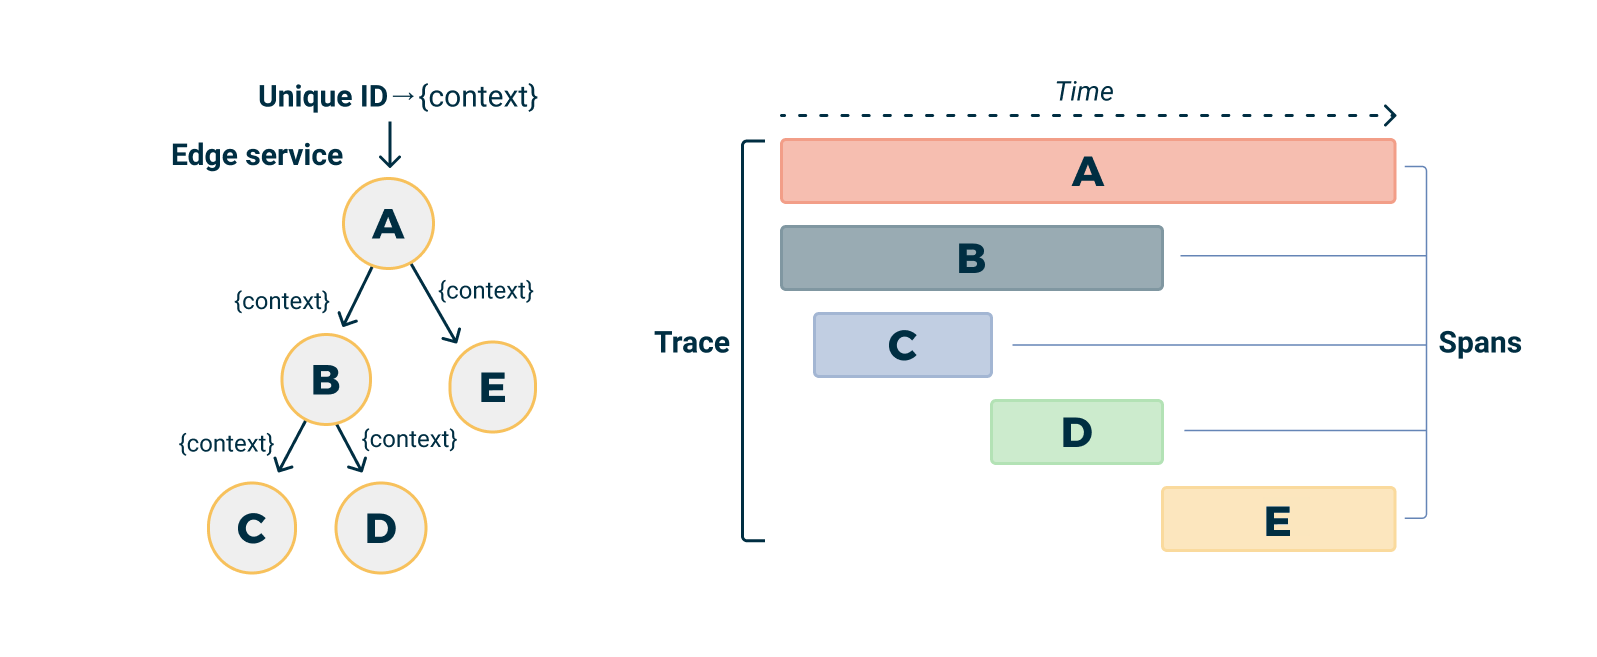 Unique ID→{context}
Edge service
A
{context}
{context}
B
E
{context}
{context}
C
D
Time
A
B
Trace
C
Spans
D
E